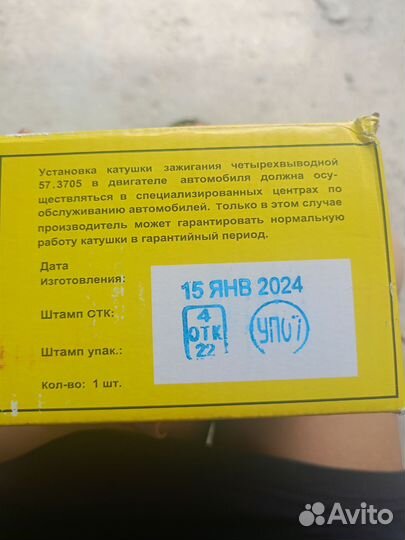 Установка катушки зажигания четырехвыводной
57.3705 в двигателе автомобиля должна осу-
ществляться в специализированных центрах по
обслуживанию автомобилей. Только в этом случае
производитель может гарантировать нормальную
работу катушки в гарантийный период.
Дата
изготовления:
15 ЯНВ 2024
Штамп СТК:
4
ОТК
22
Штамп упак.:
Кол-во: 1 шт.
Avito